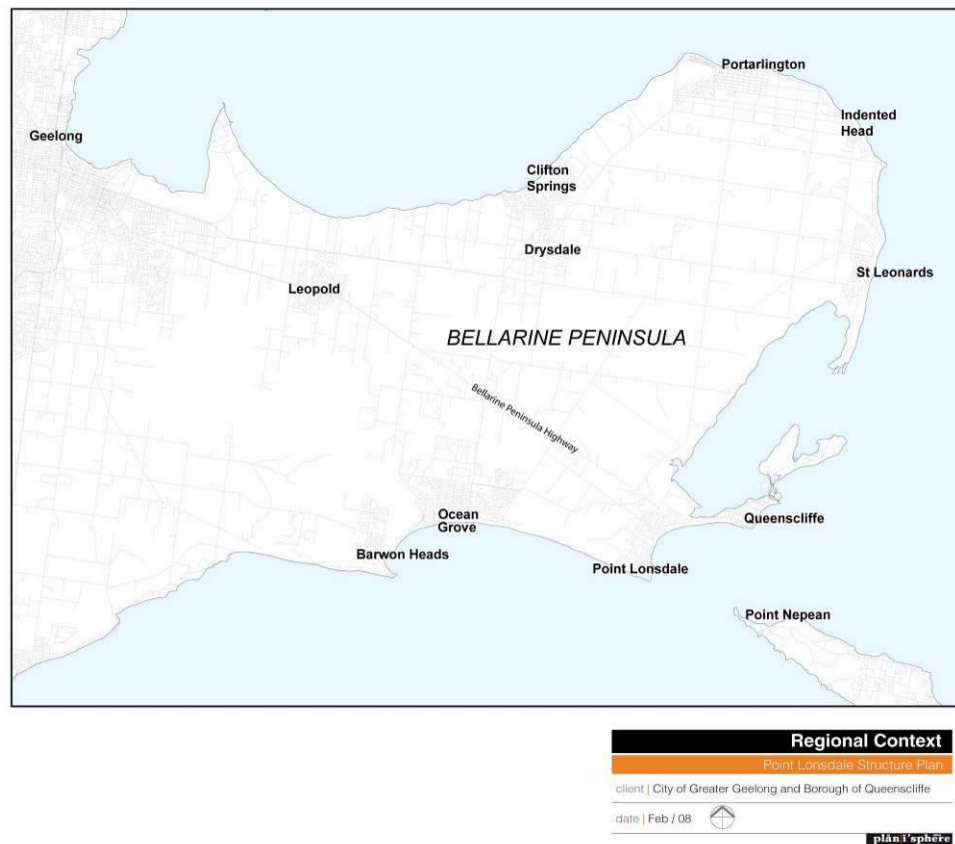 Portarlington
Indented
Head
Geelong
Clifton
Springs
Drysdale
St Leonards
Leopold
BELLARINE PENINSULA
Bellarine Peninsula Highway
Ocean
Grove
Queenscliffe
Barwon Heads
Point Lonsdale
Point Nepean
Regional Context
Point Lonsdale Structure Plan
client | City of Greater Geelong and Borough of Queenscliffe
date | Feb / 08
plan i'sphere